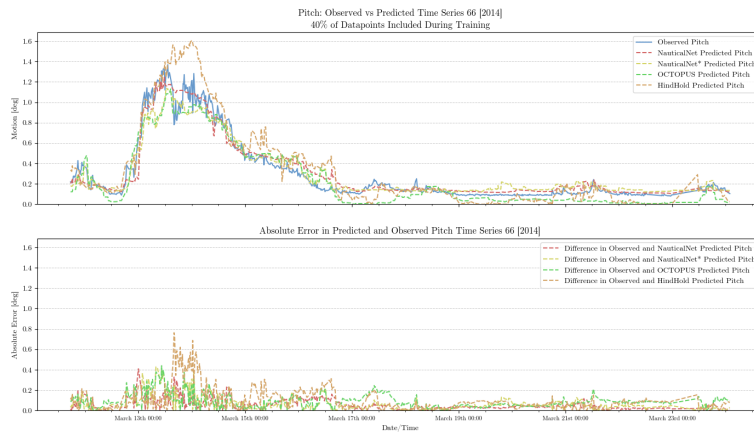 Pitch: Observed vs Predicted Time Series 66 [2014]
40% of Datapoints Included During Training
Motion [deg]
1.6
1.4
1.2
1.0
0.8
0.6
0.4
0.2
0.0
Observed Pitch
NauticalNet Predicted Pitch
NauticalNet* Predicted Pitch
OCTOPUS Predicted Pitch
HindHold Predicted Pitch
Absolute Error in Predicted and Observed Pitch Time Series 66 [2014]
Absolute Error [deg]
1.6
1.4
1.2
1.0
0.8
0.6
0.4
0.2
0.0
Difference in Observed and NauticalNet Predicted Pitch
Difference in Observed and NauticalNet* Predicted Pitch
Difference in Observed and OCTOPUS Predicted Pitch
Difference in Observed and HindHold Predicted Pitch
March 13th 00:00
March 15th 00:00
March 17th 00:00
March 19th 00:00
March 21st 00:00
March 23rd 00:00
Date/Time